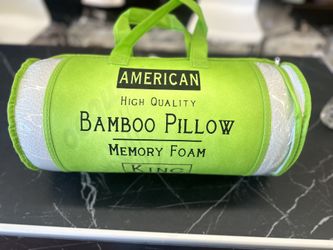 AMERICAN
HIGH QUALITY
BAMBOO PILLOW
MEMORY FOAM
KING